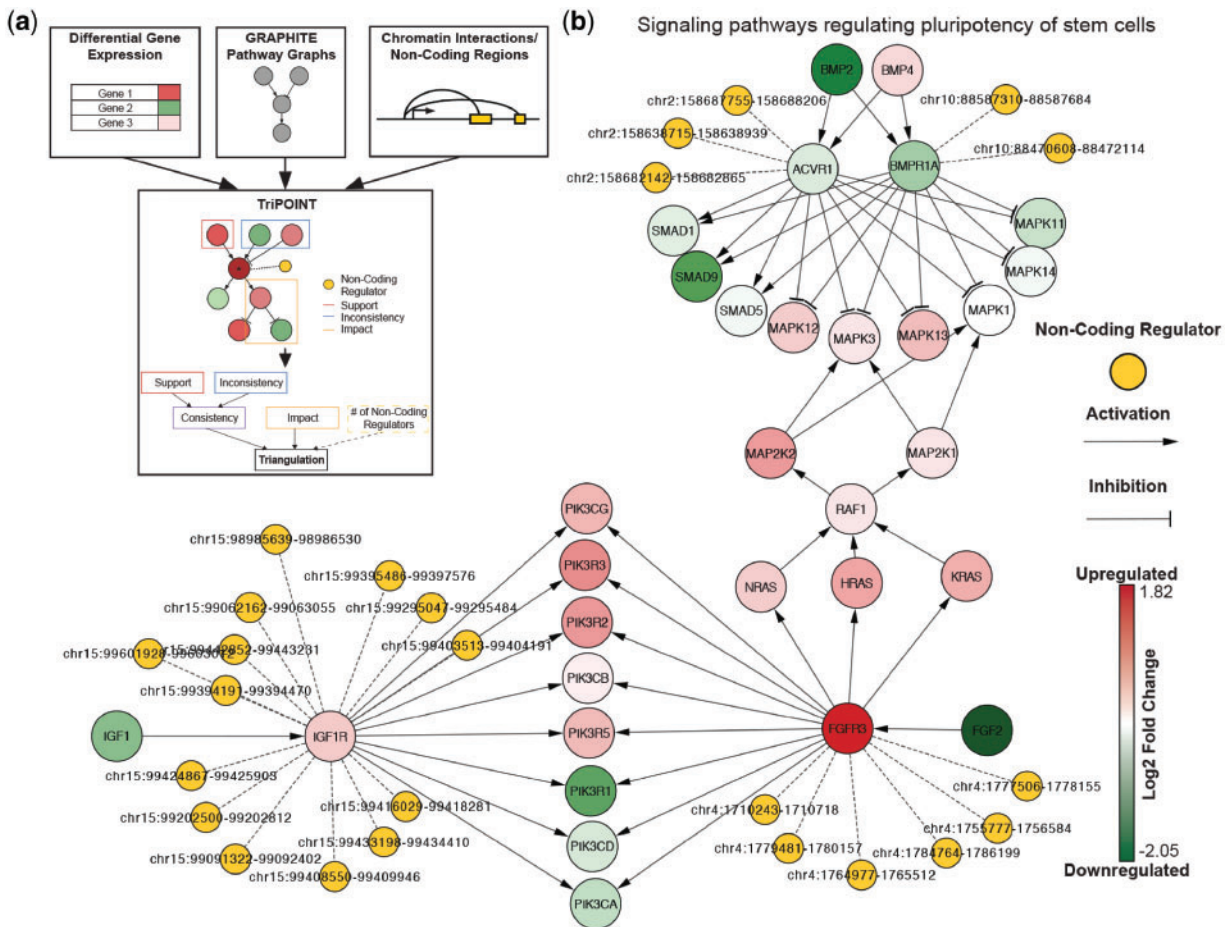 (a)
Differential Gene
Expression
Gene 1
Gene 2
Gene 3
GRAPHITE
Pathway Graphs
Chromatin Interactions/
Non-Coding Regions
TriPOINT
Non-Coding
Regulator
Support
Inconsistency
Impact
Support
Inconsistency
Consistency
Impact
# of Non-Coding
Regulators
Triangulation
(b)
Signaling pathways regulating pluripotency of stem cells
BMP2
BMP4
chr2:158687755-158688206
chr10:88587310-88587684
chr2:158638715-158638939
chr10:88470608-88472114
chr2:158682142-158682865
ACVR1
BMPR1A
SMAD1
MAPK11
SMAD9
MAPK14
SMAD5
MAPK1
MAPK12
MAPK3
MAPK13
MAP2K2
MAP2K1
RAF1
NRAS
HRAS
KRAS
Non-Coding Regulator
Activation
Inhibition
Upregulated
1.82
Log2 Fold Change
-2.05
Downregulated
PIK3CG
PIK3R3
PIK3R2
PIK3CB
PIK3R5
PIK3R1
PIK3CD
PIK3CA
chr15:98985639-98986530
chr15:99395486-99397576
chr15:99062162-99063055
chr15:99295047-99295484
chr15:99403513-99404191
r15:99442852-99443231
chr15:99601928-99603012
chr15:99394191-99394470
IGF1
IGF1R
FGFR3
FGF2
chr15:99424867-99425903
chr15:99416029-99418281
chr15:99202500-99202812
chr15:99433198-99434410
chr15:99091322-99092402
chr15:99408550-99409946
chr4:1777506-1778155
chr4:1710243-1710718
chr4:1755777-1756584
chr4:1779481-1780157
chr4:1784764-1786199
chr4:1764977-1765512